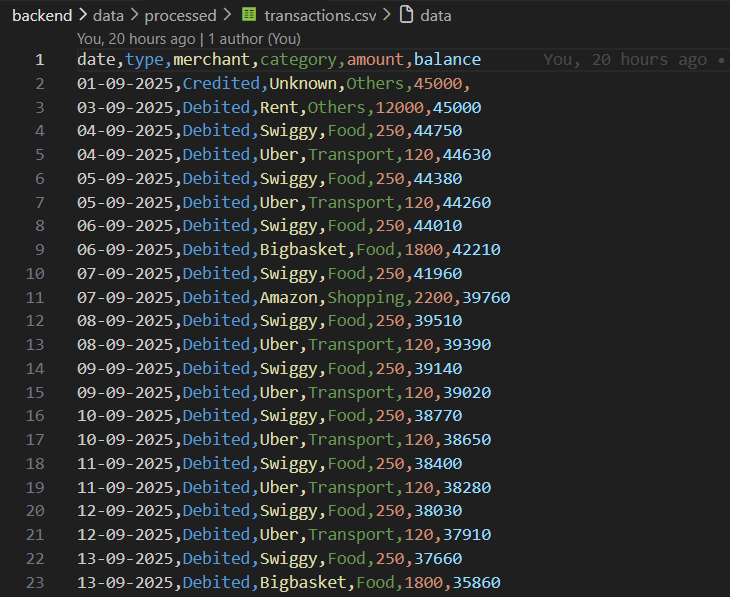 backend > data > processed > transactions.csv > data
You, 20 hours ago | 1 author (You)
1 date,type,merchant,category,amount,balance You, 20 hours ago •
2 01-09-2025,Credited,Unknown,Others,45000,
3 03-09-2025,Debited,Rent,Others,12000,45000
4 04-09-2025,Debited,Swiggy,Food,250,44750
5 04-09-2025,Debited,Uber,Transport,120,44630
6 05-09-2025,Debited,Swiggy,Food,250,44380
7 05-09-2025,Debited,Uber,Transport,120,44260
8 06-09-2025,Debited,Swiggy,Food,250,44010
9 06-09-2025,Debited,Bigbasket,Food,1800,42210
10 07-09-2025,Debited,Swiggy,Food,250,41960
11 07-09-2025,Debited,Amazon,Shopping,2200,39760
12 08-09-2025,Debited,Swiggy,Food,250,39510
13 08-09-2025,Debited,Uber,Transport,120,39390
14 09-09-2025,Debited,Swiggy,Food,250,39140
15 09-09-2025,Debited,Uber,Transport,120,39020
16 10-09-2025,Debited,Swiggy,Food,250,38770
17 10-09-2025,Debited,Uber,Transport,120,38650
18 11-09-2025,Debited,Swiggy,Food,250,38400
19 11-09-2025,Debited,Uber,Transport,120,38280
20 12-09-2025,Debited,Swiggy,Food,250,38030
21 12-09-2025,Debited,Uber,Transport,120,37910
22 13-09-2025,Debited,Swiggy,Food,250,37660
23 13-09-2025,Debited,Bigbasket,Food,1800,35860